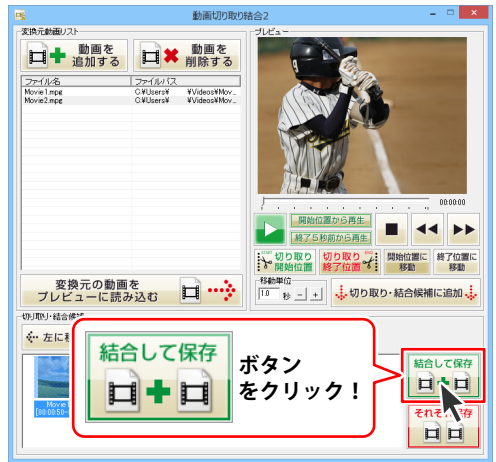 動画切り取り結合2
変換元動画リスト
動画を
追加する
動画を
削除する
ファイル名 ファイルパス
Movie1.mpg C:¥Users¥ ¥Videos¥Mov...
Movie2.mpg C:¥Users¥ ¥Videos¥Mov...
変換元の動画を
プレビューに読み込む
プレビュー
00:00:00
開始位置から再生
終了5秒前から再生
START
切り取り
開始位置
切り取り
終了位置
END
開始位置に
移動
終了位置に
移動
移動単位
1.0 秒 - +
切り取り・結合候補に追加
切り取り・結合候補
左に
Movie1
[00:00:50-
結合して保存
ボタン
をクリック！
結合して保存
それぞれ保存